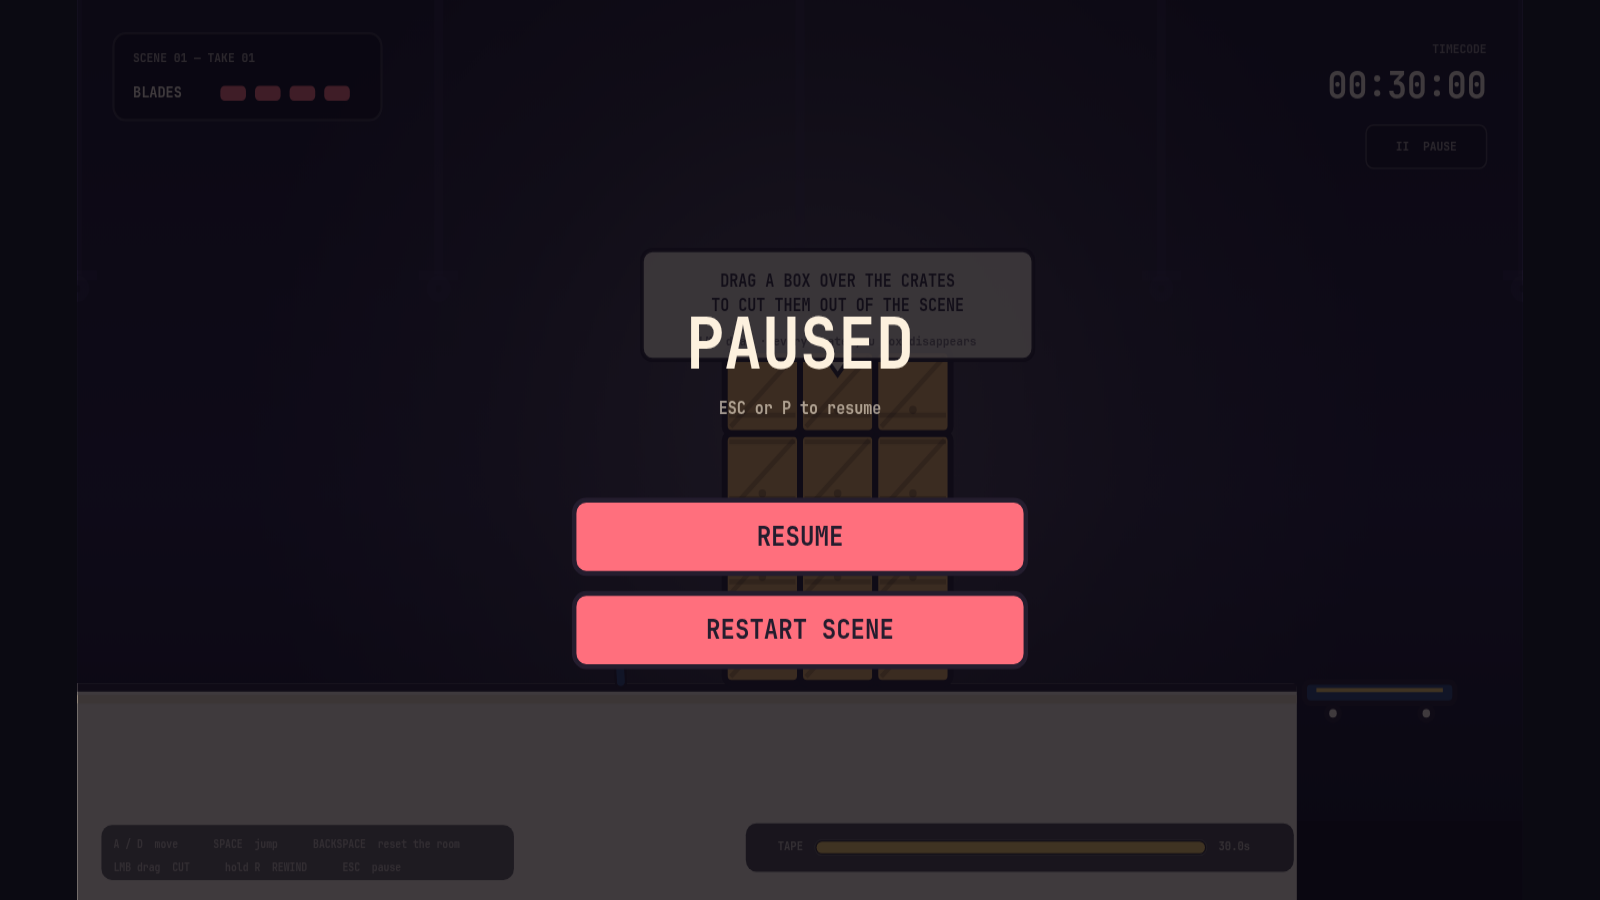 SCENE 01 — TAKE 01
BLADES
TIMECODE
00:30:00
II PAUSE
DRAG A BOX OVER THE CRATES
TO CUT THEM OUT OF THE SCENE
disappears
PAUSED
ESC or P to resume
RESUME
RESTART SCENE
A / D move SPACE jump BACKSPACE reset the room
LMB drag CUT hold R REWIND ESC pause
TAPE 30.0s